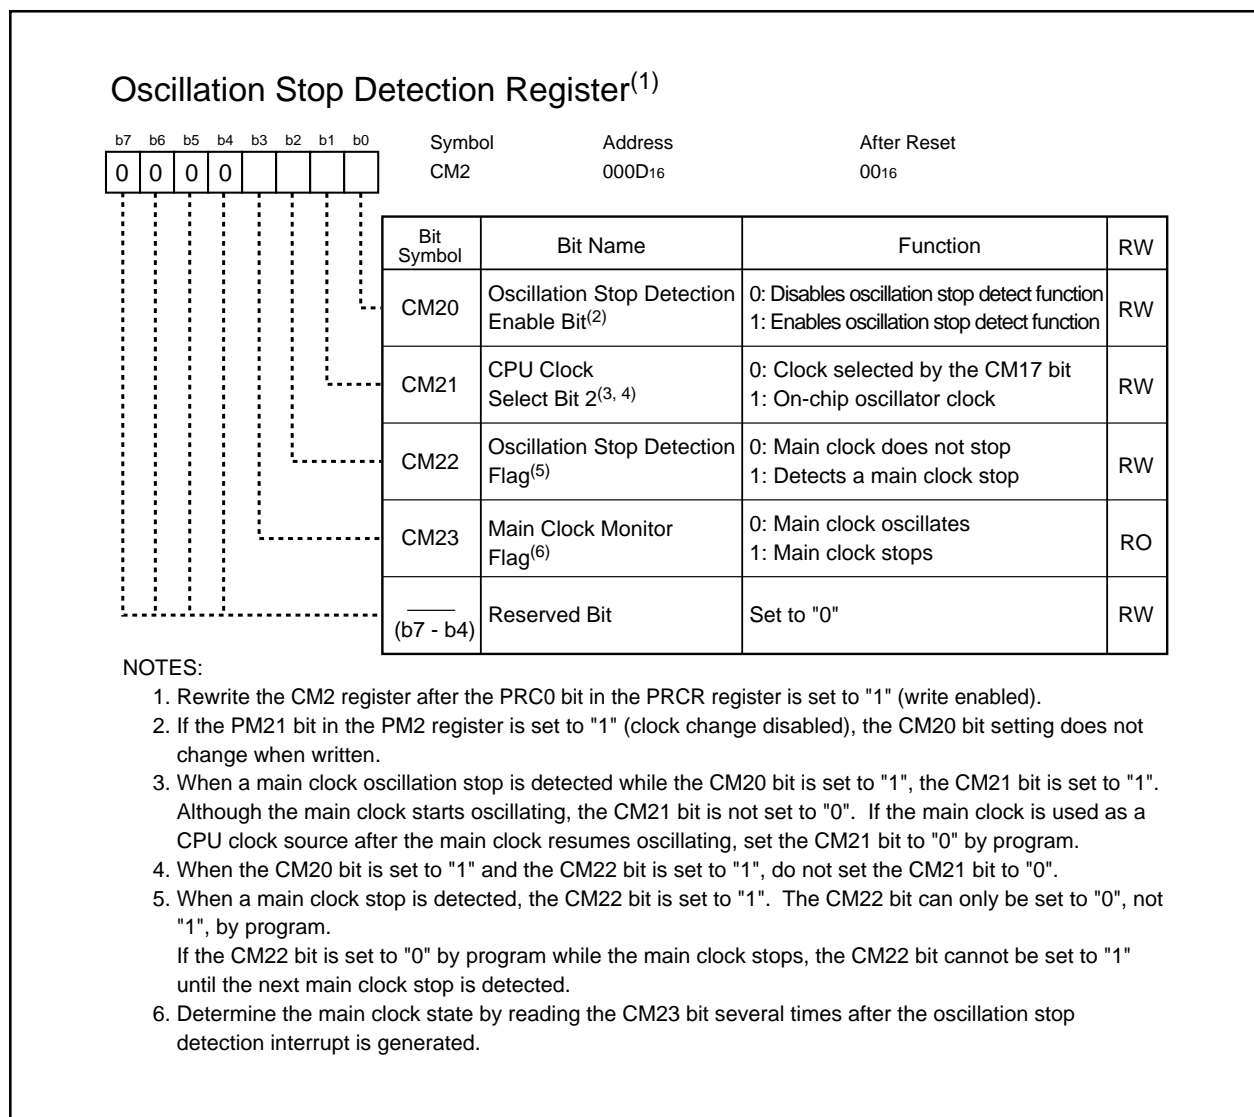 Oscillation Stop Detection Register(1)
b7 b6 b5 b4 b3 b2 b1 b0
0 0 0 0
Symbol Address After Reset
CM2 000D16 0016
Bit Symbol Bit Name Function RW
CM20 Oscillation Stop Detection Enable Bit(2) 0: Disables oscillation stop detect function 1: Enables oscillation stop detect function RW
CM21 CPU Clock Select Bit 2(3, 4) 0: Clock selected by the CM17 bit 1: On-chip oscillator clock RW
CM22 Oscillation Stop Detection Flag(5) 0: Main clock does not stop 1: Detects a main clock stop RW
CM23 Main Clock Monitor Flag(6) 0: Main clock oscillates 1: Main clock stops RO
(b7 - b4) Reserved Bit Set to "0" RW
NOTES:
1. Rewrite the CM2 register after the PRC0 bit in the PRCR register is set to "1" (write enabled).
2. If the PM21 bit in the PM2 register is set to "1" (clock change disabled), the CM20 bit setting does not
change when written.
3. When a main clock oscillation stop is detected while the CM20 bit is set to "1", the CM21 bit is set to "1".
Although the main clock starts oscillating, the CM21 bit is not set to "0". If the main clock is used as a
CPU clock source after the main clock resumes oscillating, set the CM21 bit to "0" by program.
4. When the CM20 bit is set to "1" and the CM22 bit is set to "1", do not set the CM21 bit to "0".
5. When a main clock stop is detected, the CM22 bit is set to "1". The CM22 bit can only be set to "0", not
"1", by program.
If the CM22 bit is set to "0" by program while the main clock stops, the CM22 bit cannot be set to "1"
until the next main clock stop is detected.
6. Determine the main clock state by reading the CM23 bit several times after the oscillation stop
detection interrupt is generated.